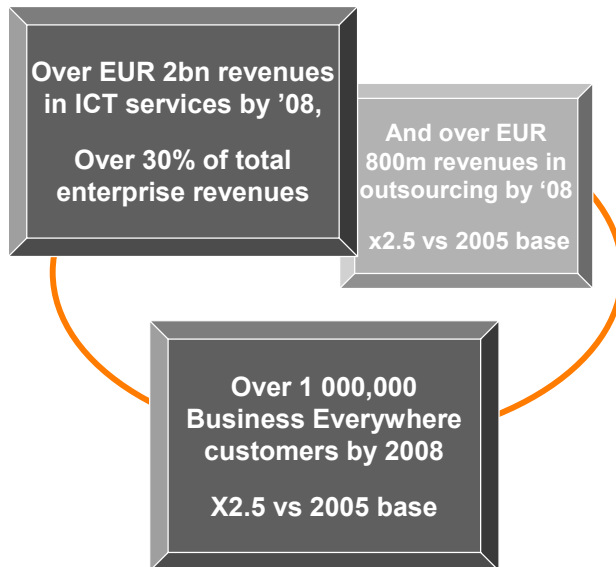 Over EUR 2bn revenues
in ICT services by ’08,
Over 30% of total
enterprise revenues
And over EUR
800m revenues in
outsourcing by ‘08
x2.5 vs 2005 base
Over 1 000,000
Business Everywhere
customers by 2008
X2.5 vs 2005 base